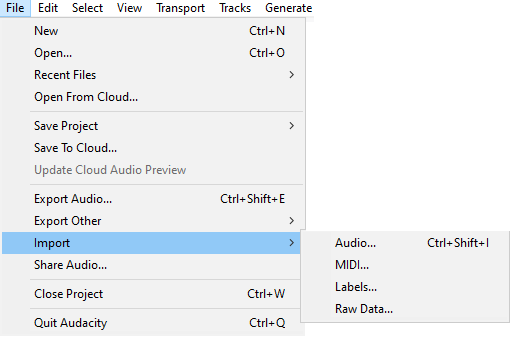 File Edit Select View Transport Tracks Generate
New Ctrl+N
Open... Ctrl+O
Recent Files
Open From Cloud...
Save Project
Save To Cloud...
Update Cloud Audio Preview
Export Audio... Ctrl+Shift+E
Export Other
Import
Audio... Ctrl+Shift+I
MIDI...
Labels...
Raw Data...
Share Audio...
Close Project Ctrl+W
Quit Audacity Ctrl+Q